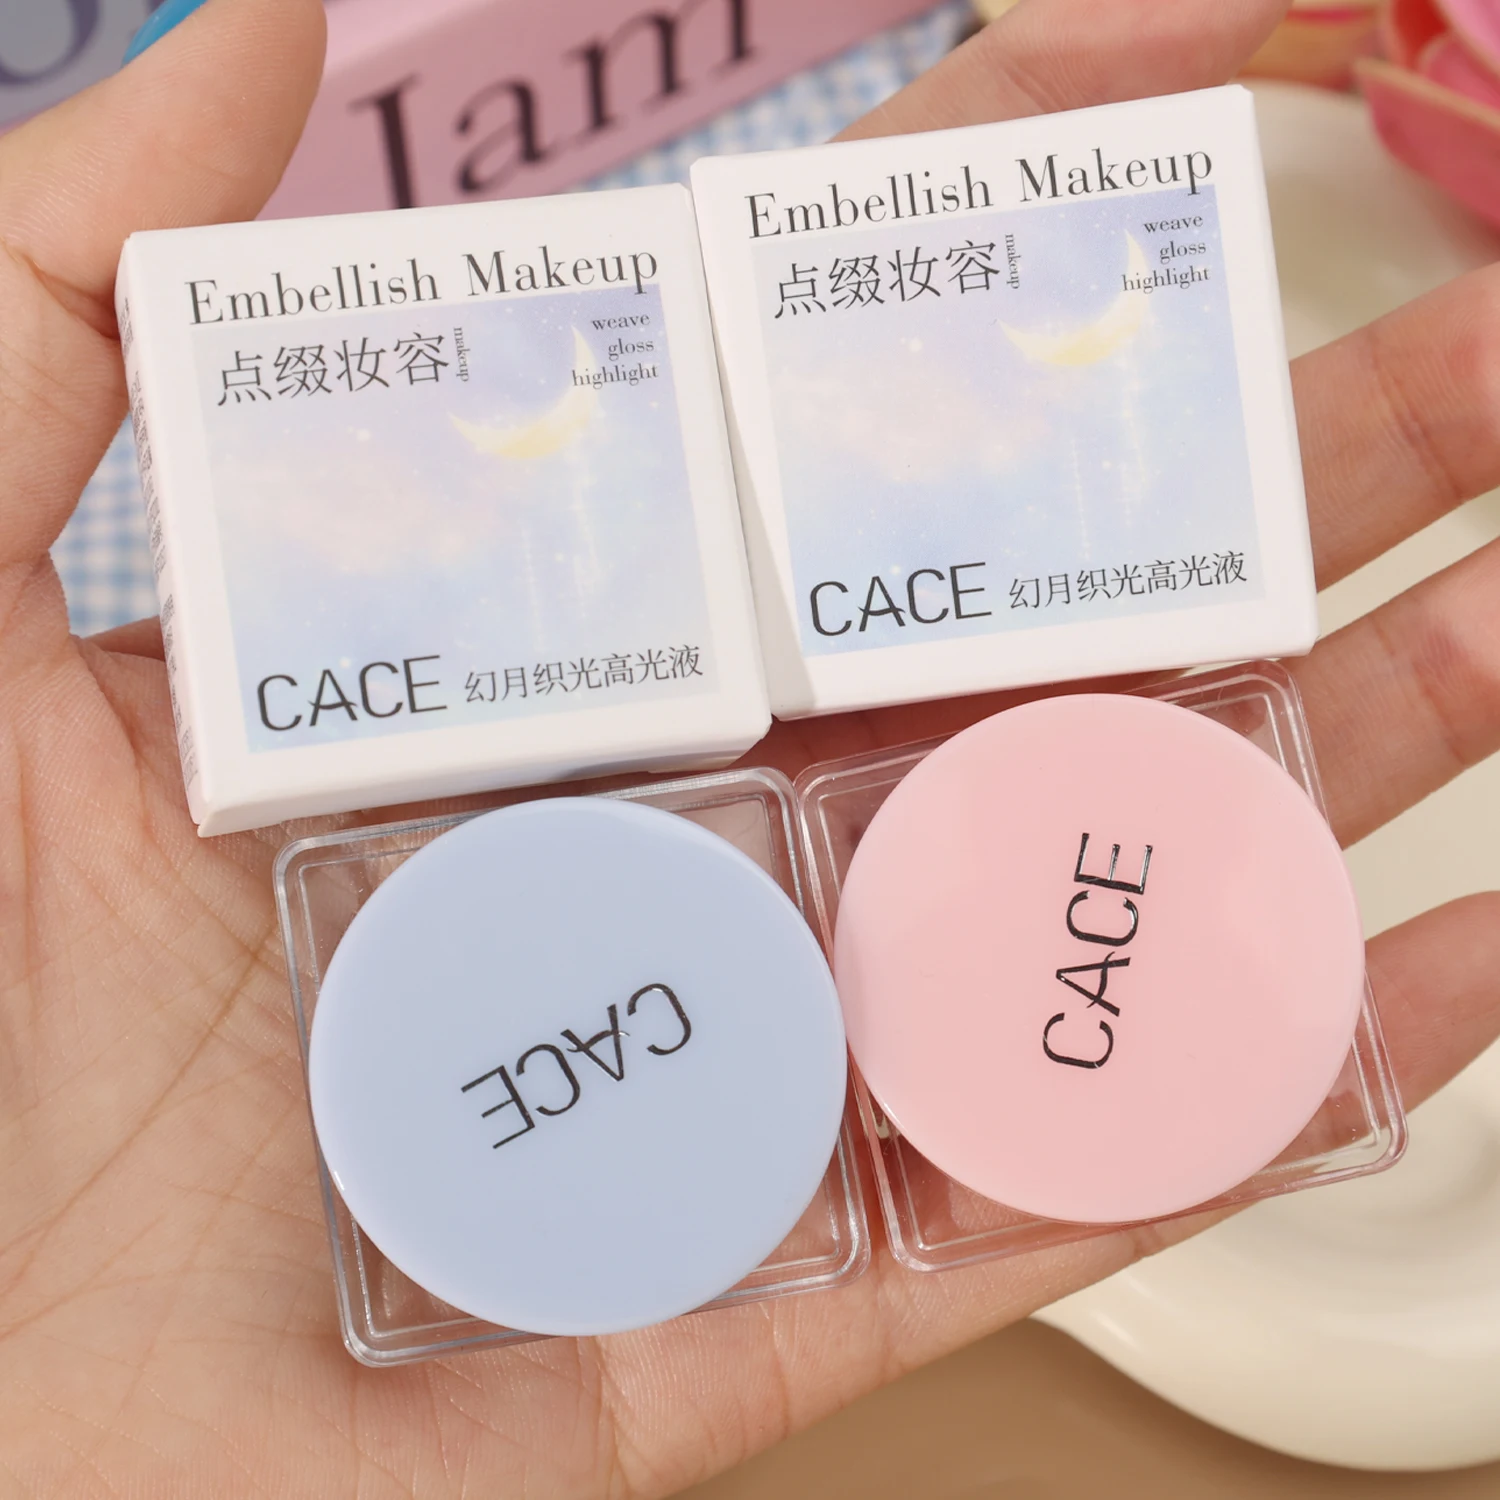 Jam
Embellish Makeup
点缀妆容
makeup
weave
gloss
highlight
CACE 幻月织光高光液
Embellish Makeup
点缀妆容
makeup
weave
gloss
highlight
CACE 幻月织光高光液
CACE
CACE